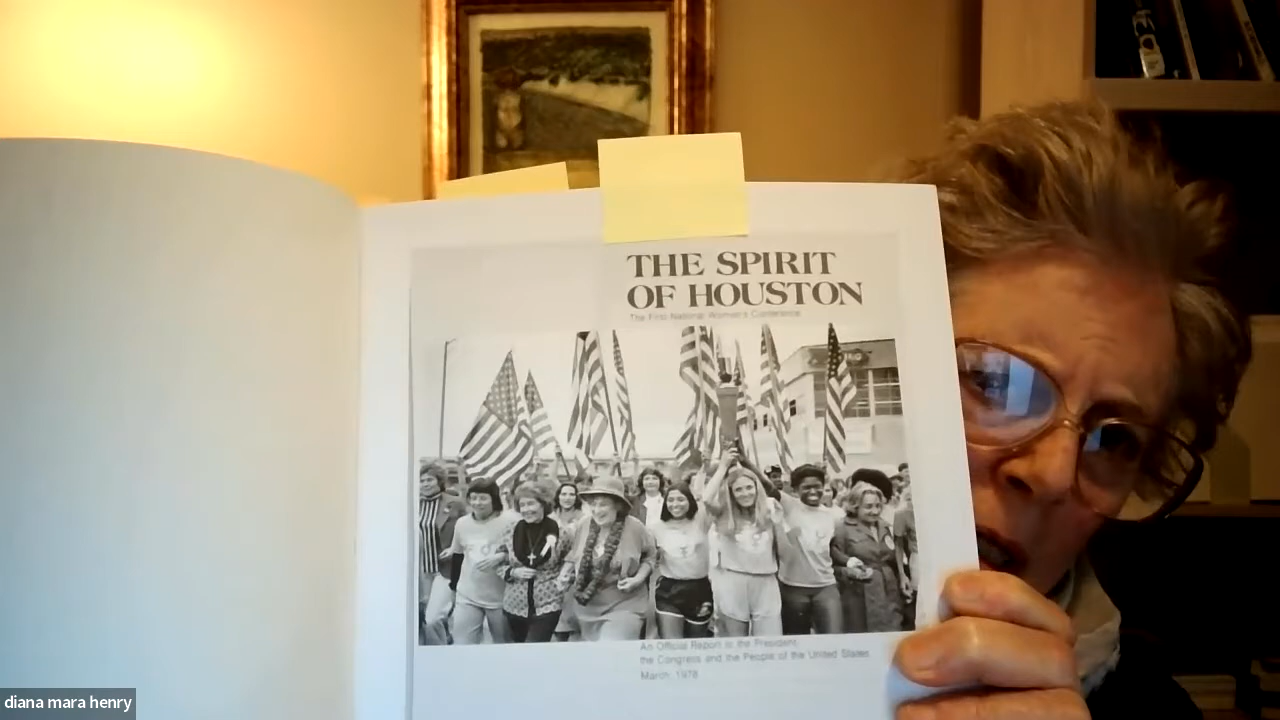 THE SPIRIT
OF HOUSTON
The First National Women's Conference
An Official Report to the President,
the Congress and the People of the United States
March, 1978
diana mara henry